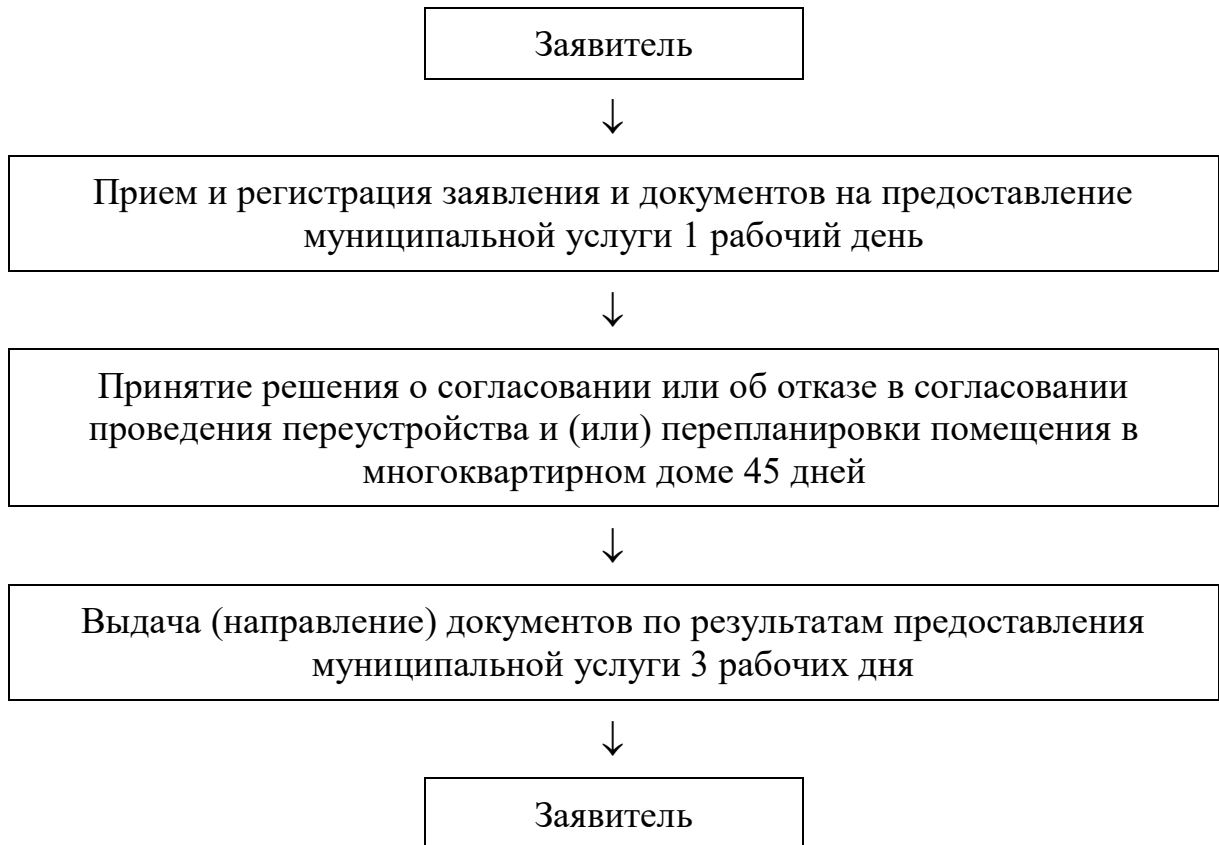 Заявитель
↓
Прием и регистрация заявления и документов на предоставление
муниципальной услуги 1 рабочий день
↓
Принятие решения о согласовании или об отказе в согласовании
проведения переустройства и (или) перепланировки помещения в
многоквартирном доме 45 дней
↓
Выдача (направление) документов по результатам предоставления
муниципальной услуги 3 рабочих дня
↓
Заявитель